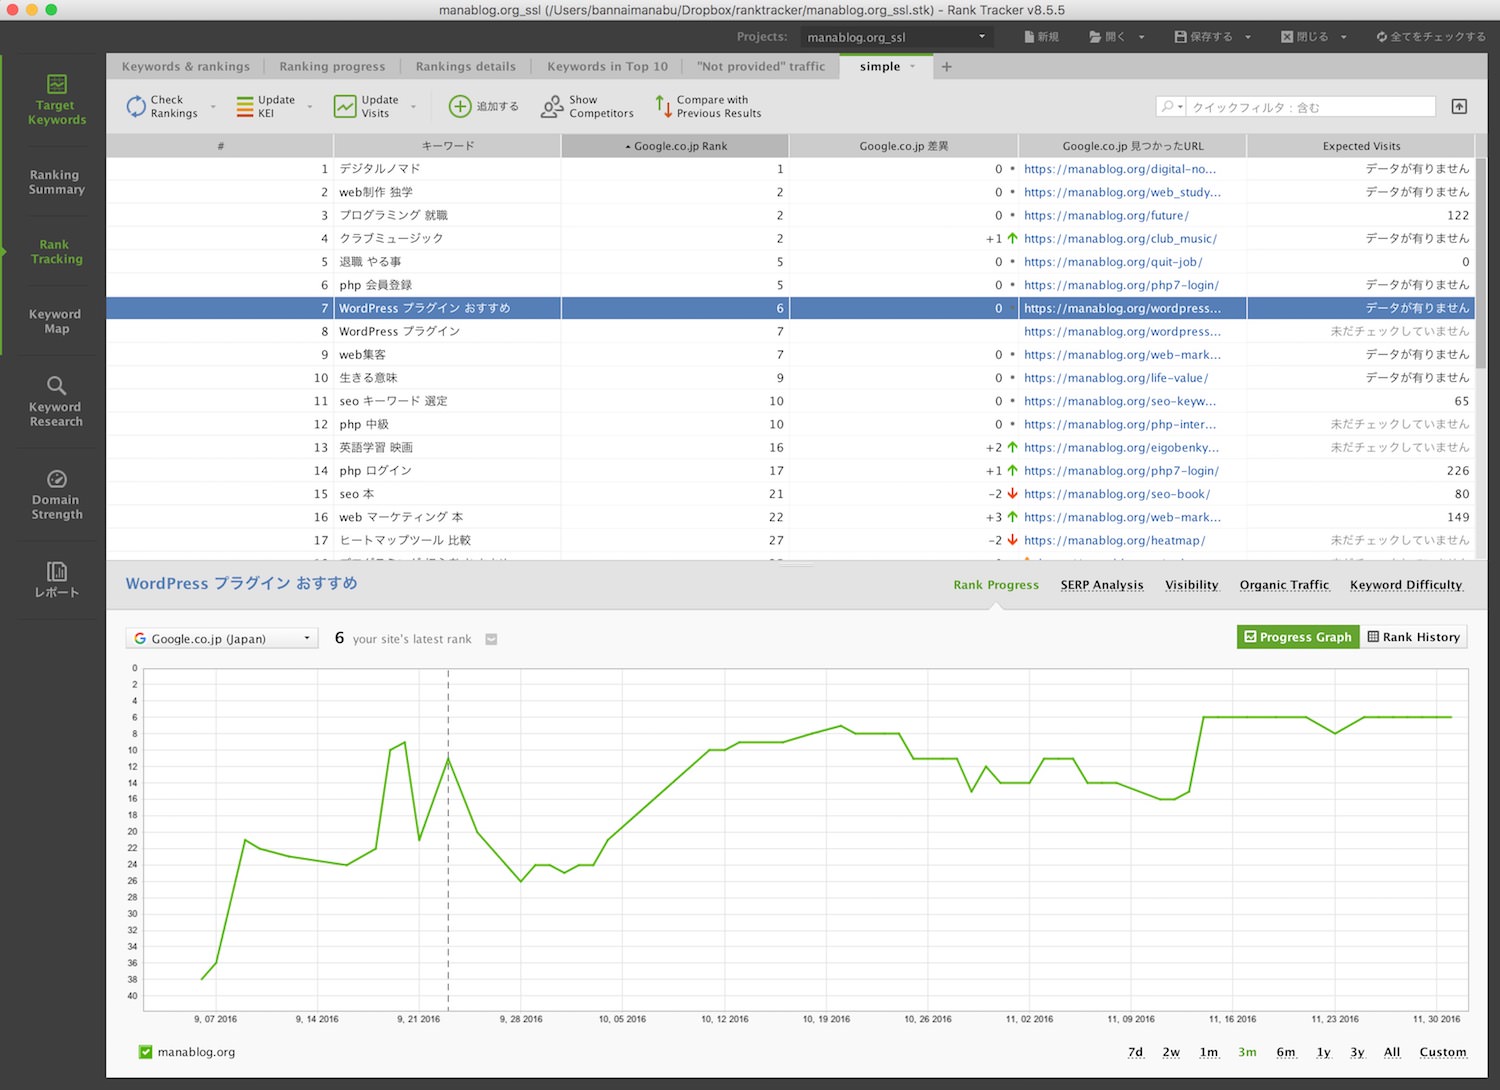 manablog.org_ssl (/Users/bannaimanabu/Dropbox/ranktracker/manablog.org_ssl.stk) - Rank Tracker v8.5.5
Projects: manablog.org_ssl 新規 開く 保存する 閉じる 全てをチェックする
Keywords & rankings Ranking progress Rankings details Keywords in Top 10 "Not provided" traffic simple +
Target
Keywords
Ranking
Summary
Rank
Tracking
Keyword
Map
Keyword
Research
Domain
Strength
レポート
Check
Rankings
Update
KEI
Update
Visits
追加する
Show
Competitors
Compare with
Previous Results
クイックフィルタ：含む
# キーワード Google.co.jp Rank Google.co.jp 差異 Google.co.jp 見つかったURL Expected Visits
1 デジタルノマド 1 0 https://manablog.org/digital-no... データが有りません
2 web制作 独学 2 0 https://manablog.org/web_study... データが有りません
3 プログラミング 就職 2 0 https://manablog.org/future/ 122
4 クラブミュージック 2 +1 https://manablog.org/club_music/ データが有りません
5 退職 やる事 5 0 https://manablog.org/quit-job/ 0
6 php 会員登録 5 0 https://manablog.org/php7-login/ データが有りません
7 WordPress プラグイン おすすめ 6 0 https://manablog.org/wordpress... データが有りません
8 WordPress プラグイン 7 https://manablog.org/wordpress... 未だチェックしていません
9 web集客 7 0 https://manablog.org/web-mark... データが有りません
10 生きる意味 9 0 https://manablog.org/life-value/ データが有りません
11 seo キーワード 選定 10 0 https://manablog.org/seo-keyw... 65
12 php 中級 10 0 https://manablog.org/php-inter... 未だチェックしていません
13 英語学習 映画 16 +2 https://manablog.org/eigobenky... 未だチェックしていません
14 php ログイン 17 +1 https://manablog.org/php7-login/ 226
15 seo 本 21 -2 https://manablog.org/seo-book/ 80
16 web マーケティング 本 22 +3 https://manablog.org/web-mark... 149
17 ヒートマップツール 比較 27 -2 https://manablog.org/heatmap/ 未だチェックしていません
WordPress プラグイン おすすめ
Rank Progress SERP Analysis Visibility Organic Traffic Keyword Difficulty
Google.co.jp (Japan) 6 your site's latest rank
Progress Graph Rank History
0
2
4
6
8
10
12
14
16
18
20
22
24
26
28
30
32
34
36
38
40
9, 07 2016 9, 14 2016 9, 21 2016 9, 28 2016 10, 05 2016 10, 12 2016 10, 19 2016 10, 26 2016 11, 02 2016 11, 09 2016 11, 16 2016 11, 23 2016 11, 30 2016
manablog.org
7d 2w 1m 3m 6m 1y 3y All Custom